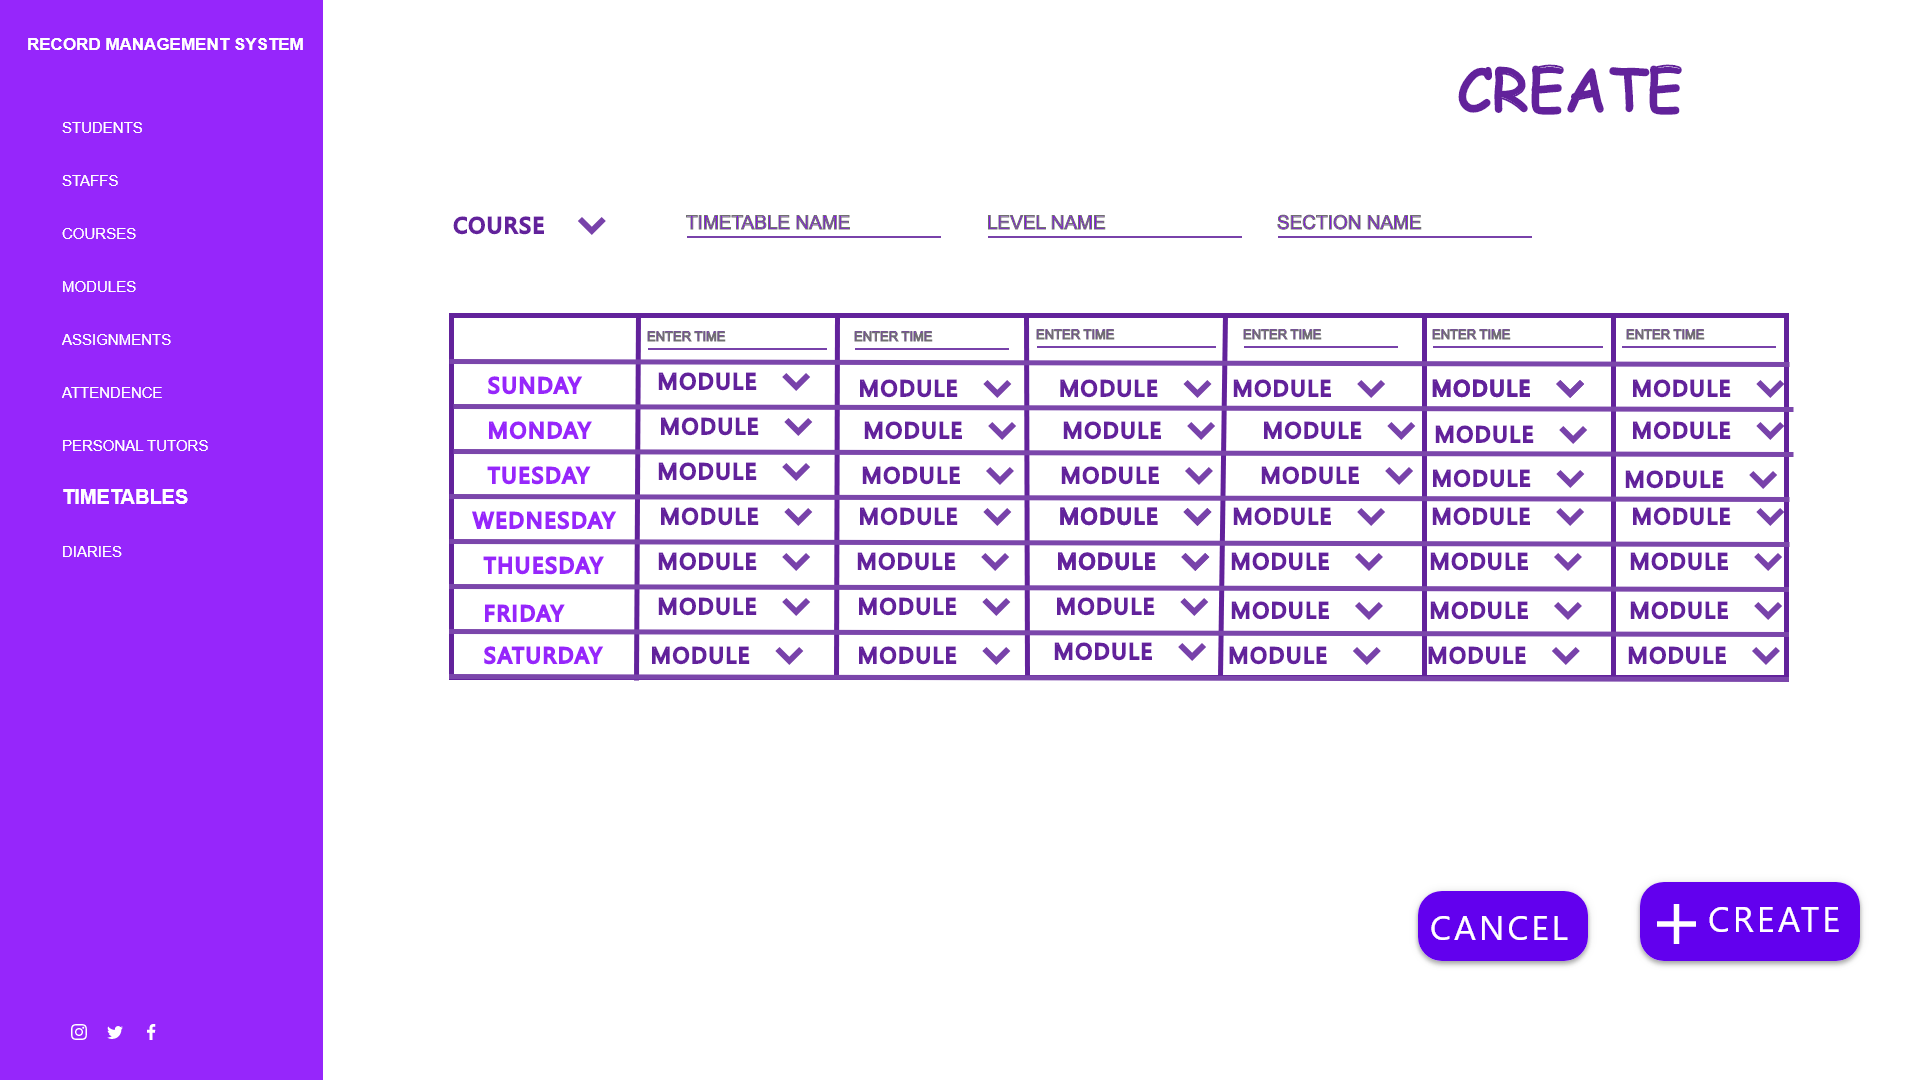 RECORD MANAGEMENT SYSTEM
STUDENTS
STAFFS
COURSES
MODULES
ASSIGNMENTS
ATTENDENCE
PERSONAL TUTORS
TIMETABLES
DIARIES
CREATE
COURSE TIMETABLE NAME LEVEL NAME SECTION NAME
ENTER TIME ENTER TIME ENTER TIME ENTER TIME ENTER TIME ENTER TIME
SUNDAY MODULE MODULE MODULE MODULE MODULE MODULE
MONDAY MODULE MODULE MODULE MODULE MODULE MODULE
TUESDAY MODULE MODULE MODULE MODULE MODULE MODULE
WEDNESDAY MODULE MODULE MODULE MODULE MODULE MODULE
THUESDAY MODULE MODULE MODULE MODULE MODULE MODULE
FRIDAY MODULE MODULE MODULE MODULE MODULE MODULE
SATURDAY MODULE MODULE MODULE MODULE MODULE MODULE
CANCEL
+ CREATE